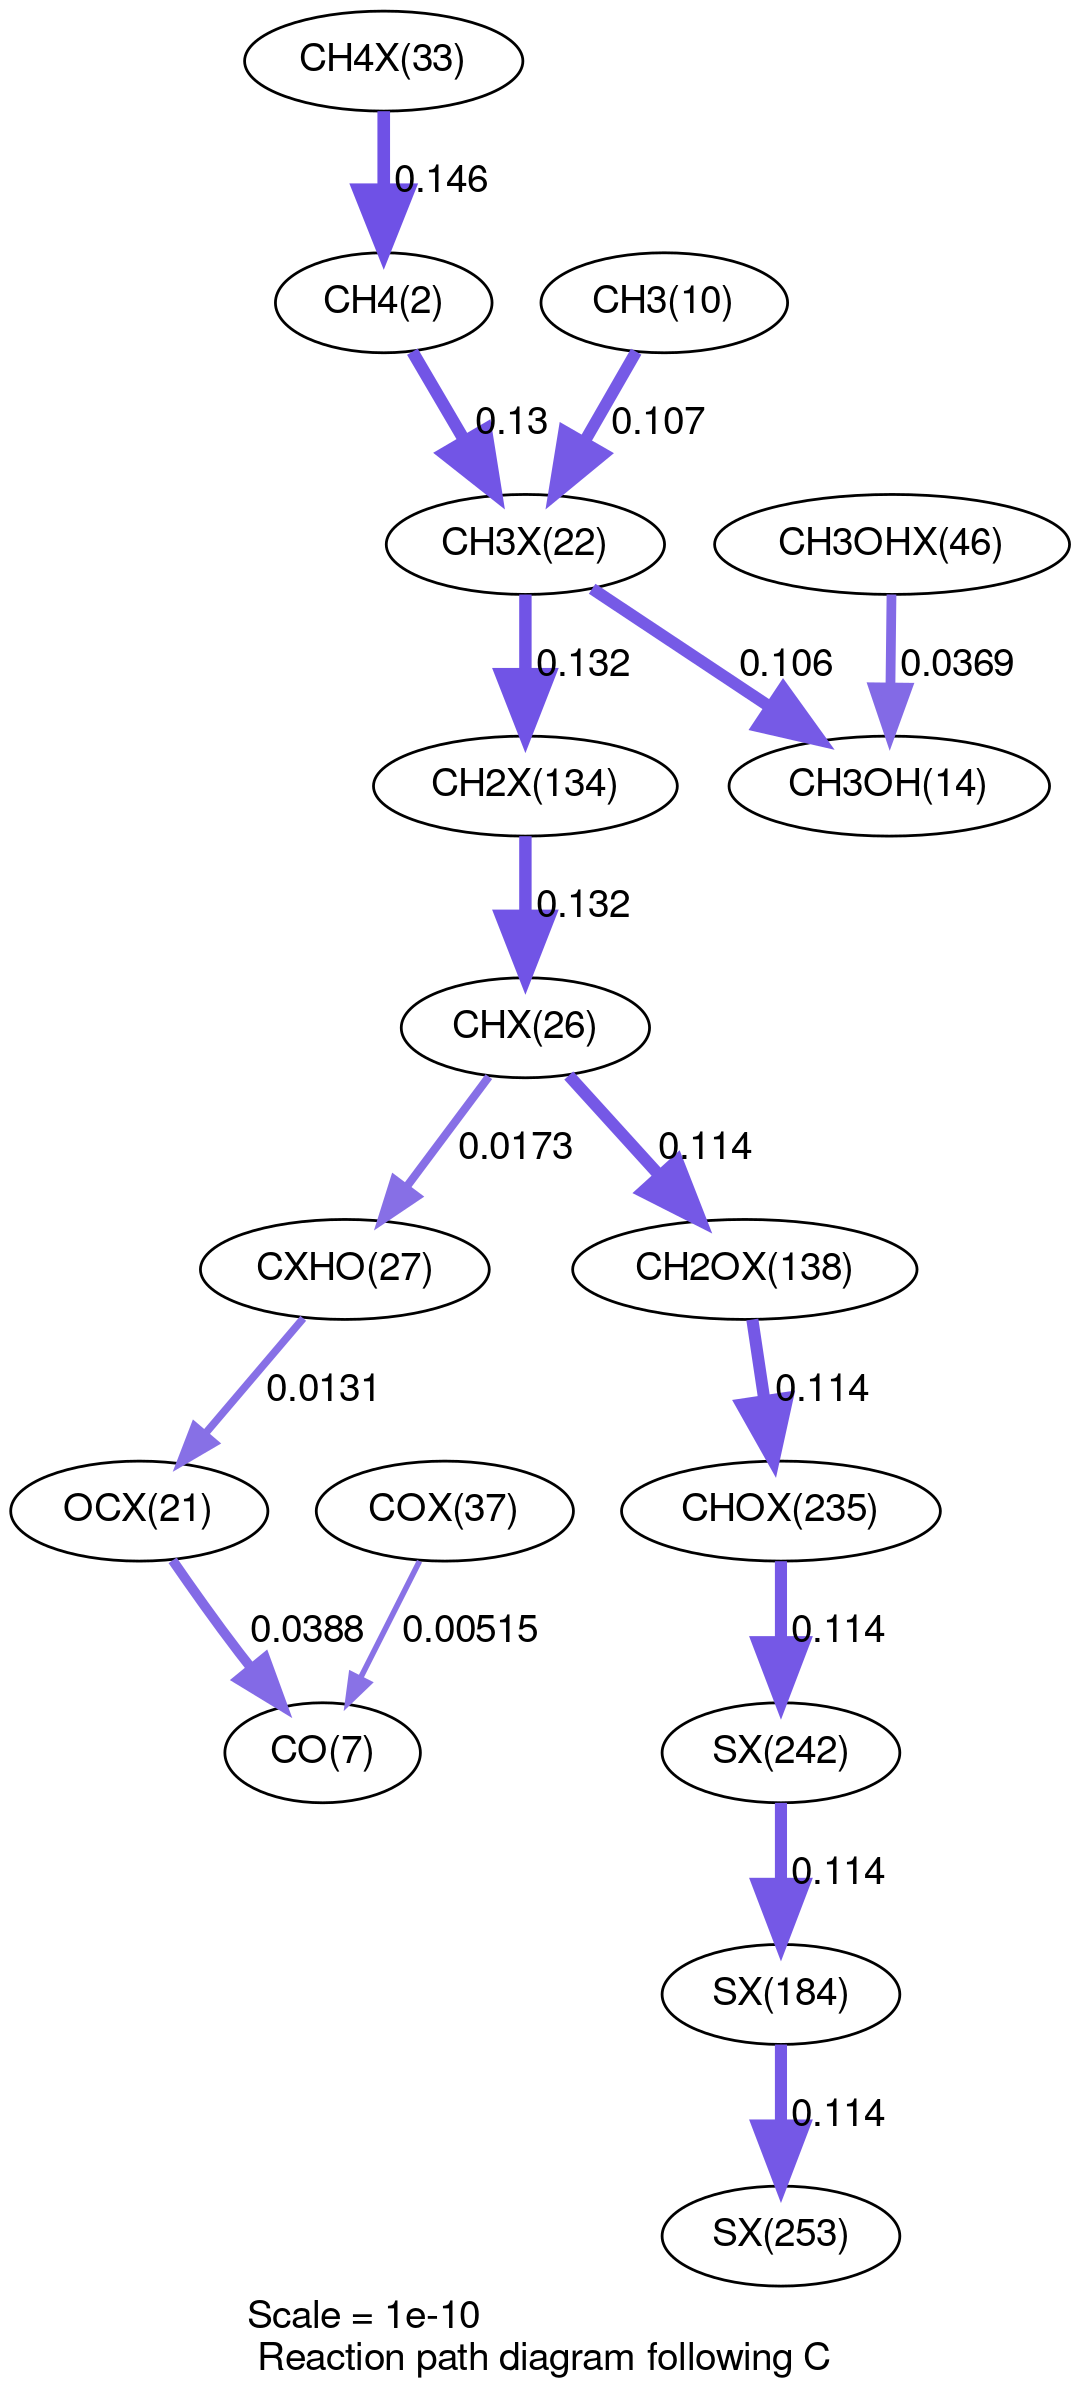 CH4X(33)
0.146
CH4(2)
CH3(10)
0.13
0.107
CH3X(22)
CH3OHX(46)
0.132
0.106
0.0369
CH2X(134)
CH3OH(14)
0.132
CHX(26)
0.0173
0.114
CXHO(27)
CH2OX(138)
0.0131
0.114
OCX(21)
COX(37)
CHOX(235)
0.0388
0.00515
0.114
CO(7)
SX(242)
0.114
SX(184)
0.114
SX(253)
Scale = 1e-10
Reaction path diagram following C